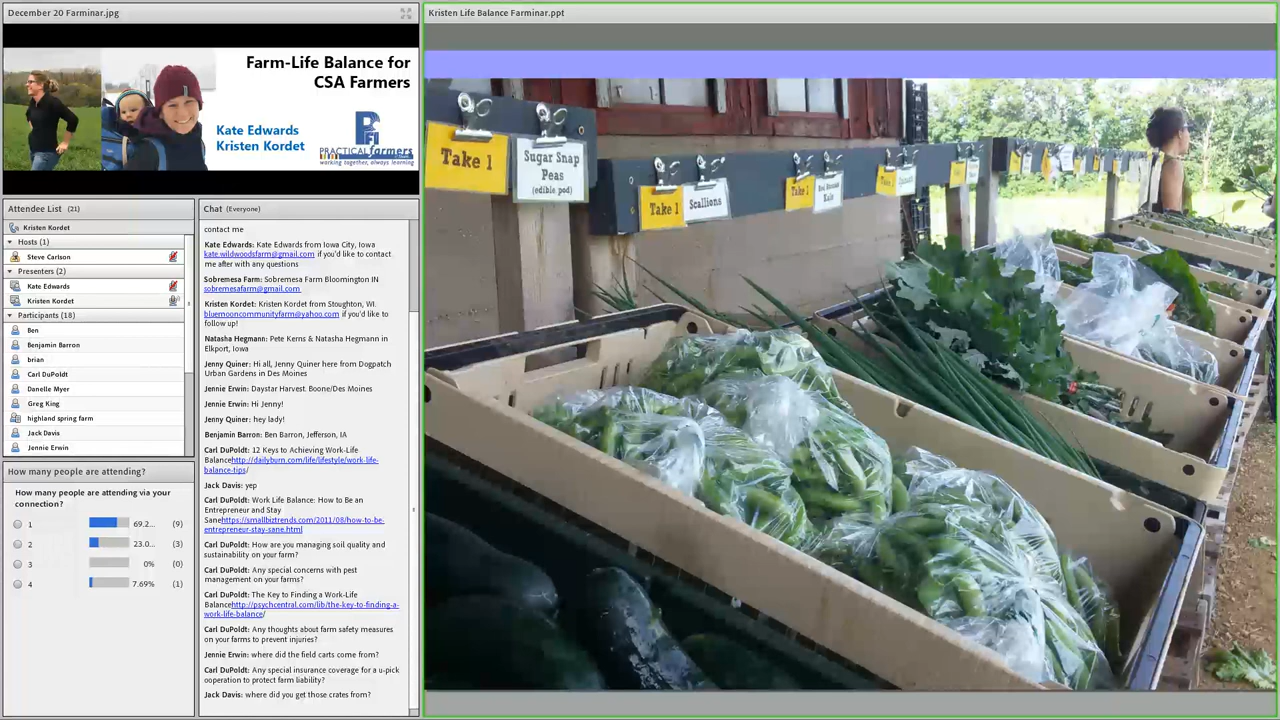 December 20 Farminar.jpg
Farm-Life Balance for
CSA Farmers
Kate Edwards
Kristen Kordet
PRACTICAL farmers
working together, always learning
Attendee List (21)
Kristen Kordet
Hosts (1)
Steve Carlson
Presenters (2)
Kate Edwards
Kristen Kordet
Participants (18)
Ben
Benjamin Barron
brian
Carl DuPoldt
Danelle Myer
Greg King
highland spring farm
Jack Davis
Jennie Erwin
How many people are attending?
How many people are attending via your
connection?
1 69.2... (9)
2 23.0... (3)
3 0% (0)
4 7.69% (1)
Chat (Everyone)
contact me
Kate Edwards: Kate Edwards from Iowa City, Iowa
kate.wildwoodsfarm@gmail.com if you'd like to contact
me after with any questions
Sobremesa Farm: Sobremesa Farm Bloomington IN
sobremesafarm@gmail.com
Kristen Kordet: Kristen Kordet from Stoughton, WI.
bluemooncommunityfarm@yahoo.com if you'd like to
follow up!
Natasha Hegmann: Pete Kerns & Natasha Hegmann in
Elkport, Iowa
Jenny Quiner: Hi all, Jenny Quiner here from Dogpatch
Urban Gardens in Des Moines
Jennie Erwin: Daystar Harvest. Boone/Des Moines
Jennie Erwin: Hi Jenny!
Jenny Quiner: hey lady!
Benjamin Barron: Ben Barron, Jefferson, IA
Carl DuPoldt: 12 Keys to Achieving Work-Life
Balancehttp://dailyburn.com/life/lifestyle/work-life-
balance-tips/
Jack Davis: yep
Carl DuPoldt: Work Life Balance: How to Be an
Entrepreneur and Stay
Sanehttps://smallbiztrends.com/2011/08/how-to-be-
entrepreneur-stay-sane.html
Carl DuPoldt: How are you managing soil quality and
sustainability on your farm?
Carl DuPoldt: Any special concerns with pest
management on your farms?
Carl DuPoldt: The Key to Finding a Work-Life
Balancehttp://psychcentral.com/lib/the-key-to-finding-a-
work-life-balance/
Carl DuPoldt: Any thoughts about farm safety measures
on your farms to prevent injuries?
Jennie Erwin: where did the field carts come from?
Carl DuPoldt: Any special insurance coverage for a u-pick
ooperation to protect farm liability?
Jack Davis: where did you get those crates from?
Kristen Life Balance Farminar.ppt
Take 1
Sugar Snap
Peas
(edible pod)
Take 1
Scallions
Take 1
Red Russian
Kale
Take 1